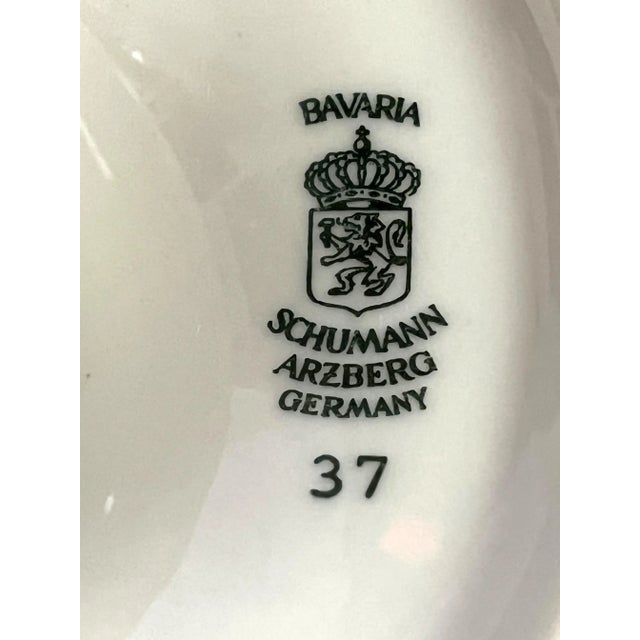 BAVARIA
SCHUMANN
ARZBERG
GERMANY
37